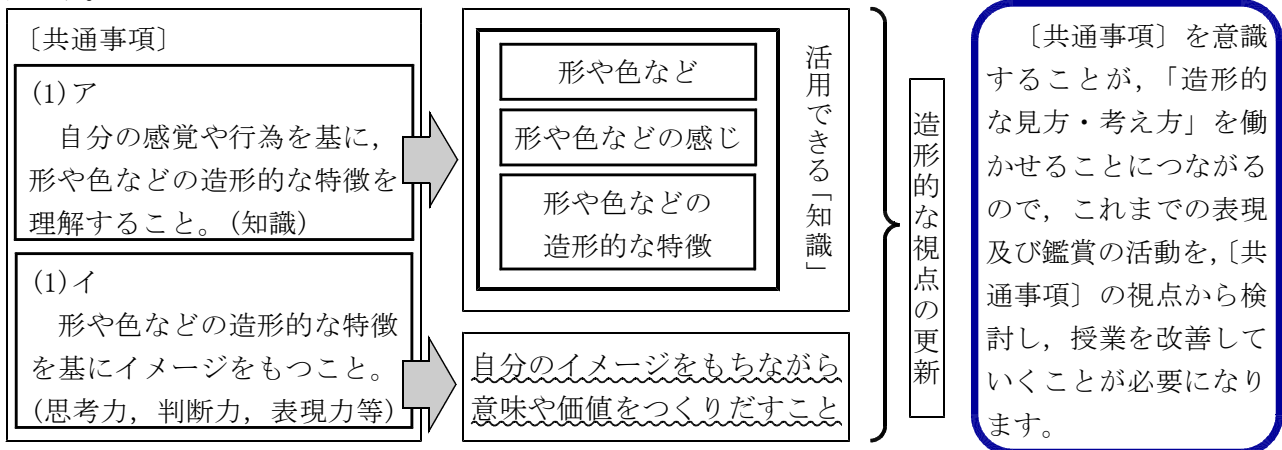 〔共通事項〕
(1)ア
自分の感覚や行為を基に，
形や色などの造形的な特徴を
理解すること。(知識)
(1)イ
形や色などの造形的な特徴
を基にイメージをもつこと。
(思考力，判断力，表現力等)
形や色など
形や色などの感じ
形や色などの
造形的な特徴
活用できる「知識」
自分のイメージをもちながら
意味や価値をつくりだすこと
造形的な視点の更新
〔共通事項〕を意識
することが，「造形的
な見方・考え方」を働
かせることにつながる
ので，これまでの表現
及び鑑賞の活動を，〔共
通事項〕の視点から検
討し，授業を改善して
いくことが必要になり
ます。